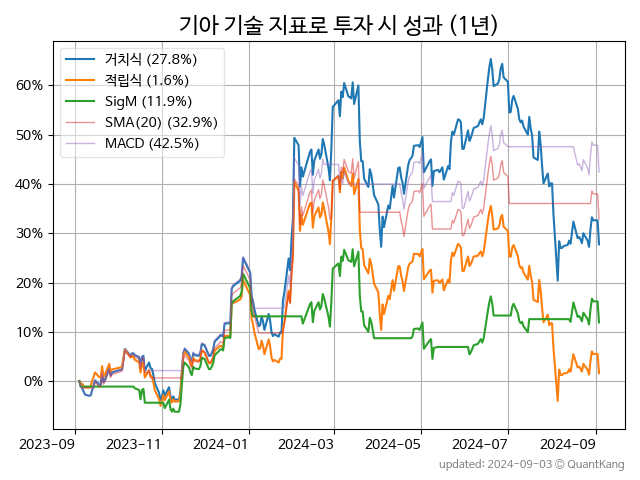 기아 기술 지표로 투자 시 성과 (1년)
거치식 (27.8%)
적립식 (1.6%)
SigM (11.9%)
SMA(20) (32.9%)
MACD (42.5%)
60%
50%
40%
30%
20%
10%
0%
2023-09 2023-11 2024-01 2024-03 2024-05 2024-07 2024-09
updated: 2024-09-03 © QuantKang